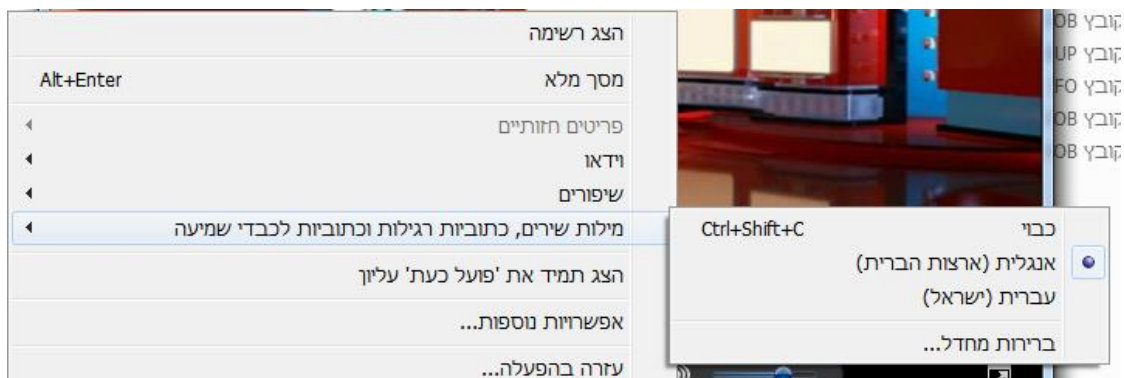 הצג רשימה
מסך מלא Alt+Enter
פריטים חזותיים
וידאו
שיפורים
מילות שירים, כתוביות רגילות וכתוביות לכבדי שמיעה
הצג תמיד את 'פועל כעת' עליון
אפשרויות נוספות...
עזרה בהפעלה...
כבוי Ctrl+Shift+C
אנגלית (ארצות הברית)
עברית (ישראל)
ברירות מחדל...
קובץ OB
קובץ UP
קובץ FO
קובץ OB
קובץ OB